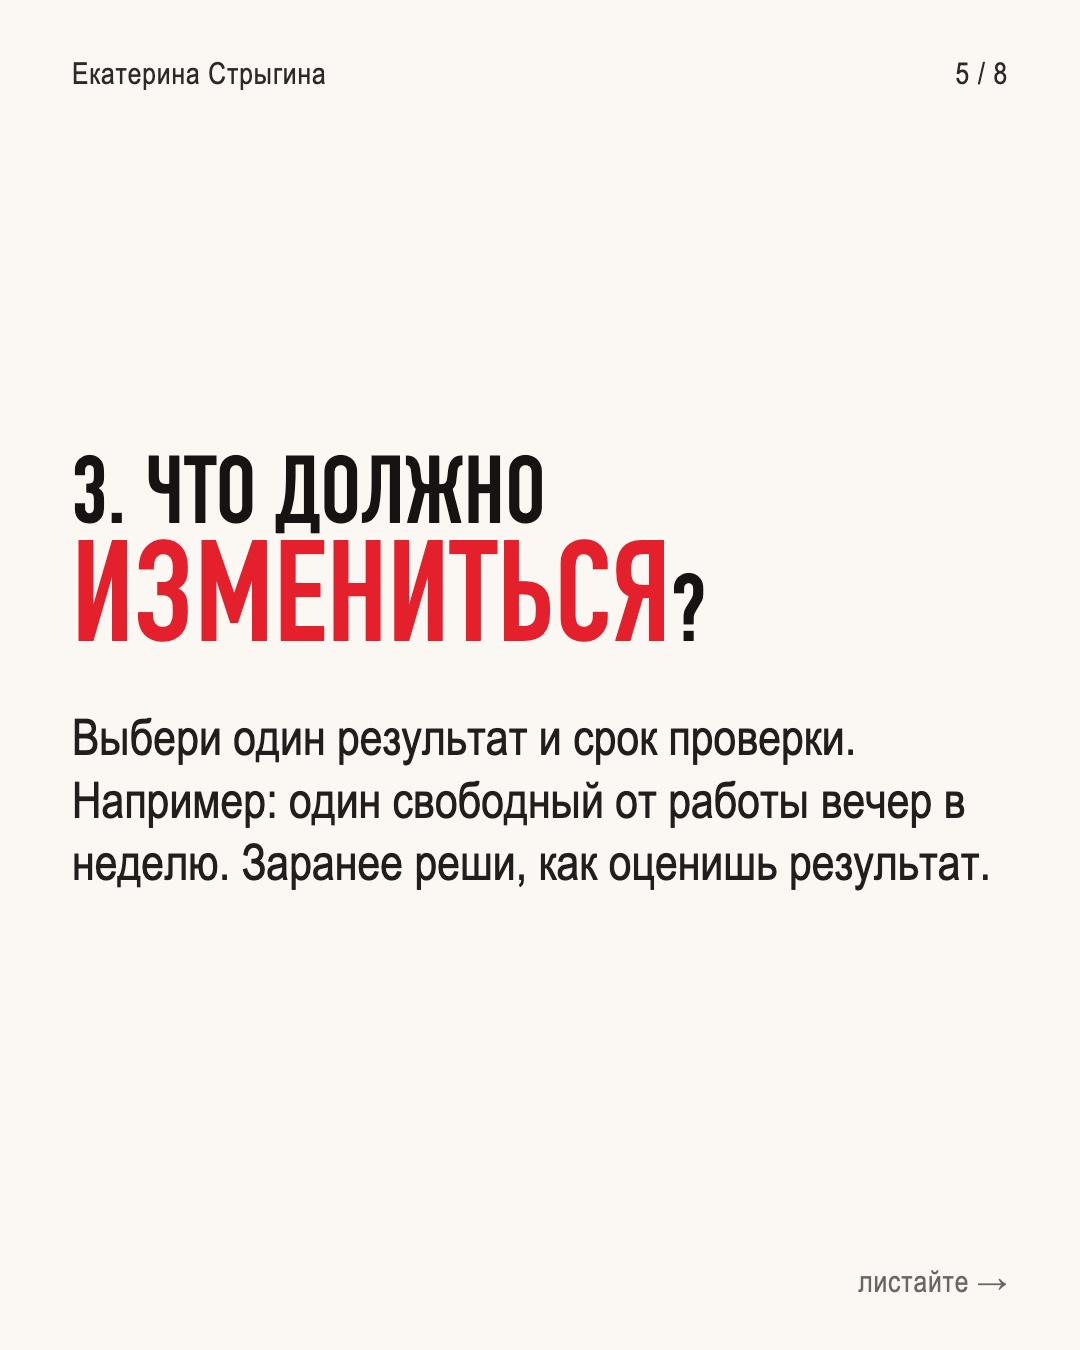 Екатерина Стрыгина
5 / 8
3. ЧТО ДОЛЖНО
ИЗМЕНИТЬСЯ?
Выбери один результат и срок проверки.
Например: один свободный от работы вечер в
неделю. Заранее реши, как оценишь результат.
листайте →